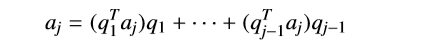 a_j = (q_1^T a_j)q_1 + ⋯ + (q_{j−1}^T a_j)q_{j−1}